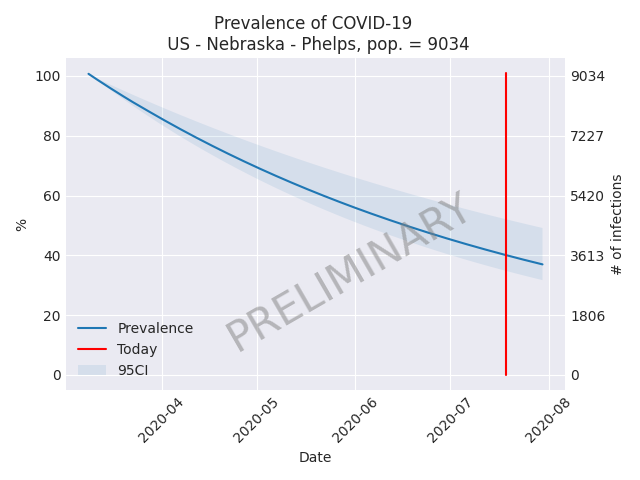 Prevalence of COVID-19
US - Nebraska - Phelps, pop. = 9034
100
80
60
40
20
0
%
9034
7227
5420
3613
1806
0
# of infections
PRELIMINARY
Prevalence
Today
95CI
2020-04
2020-05
2020-06
2020-07
2020-08
Date